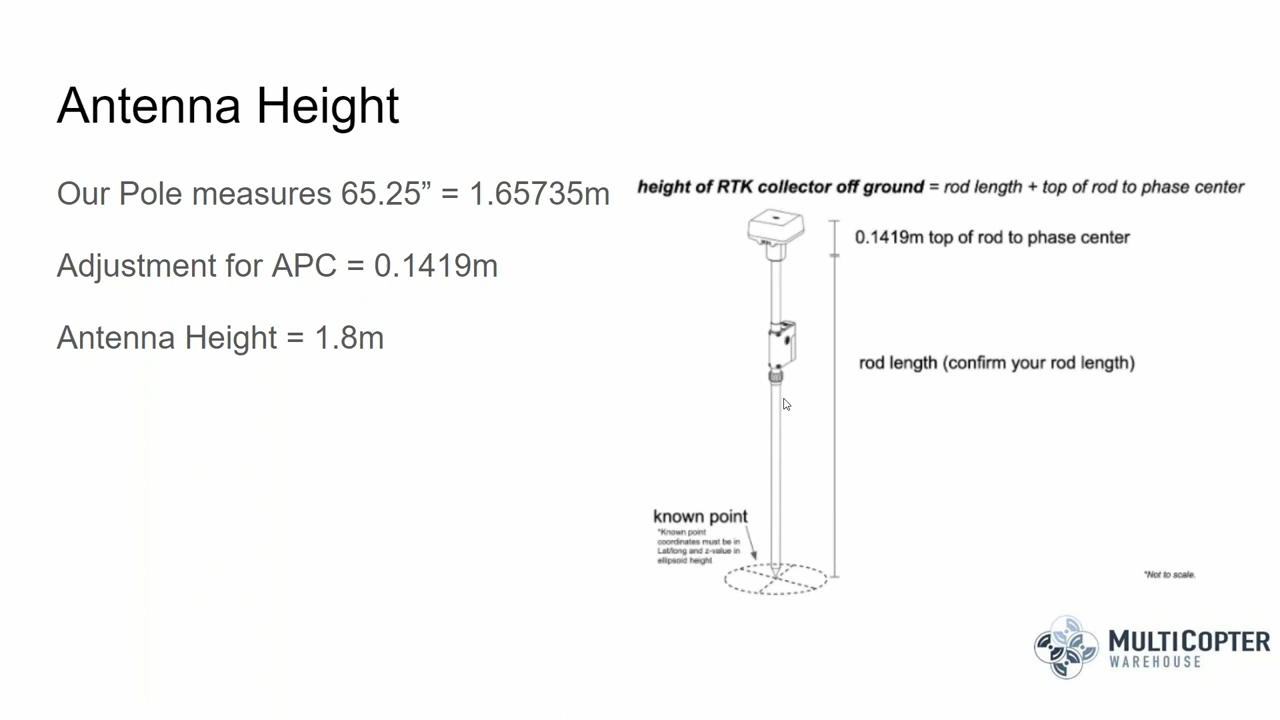 Antenna Height
Our Pole measures 65.25” = 1.65735m
Adjustment for APC = 0.1419m
Antenna Height = 1.8m
height of RTK collector off ground = rod length + top of rod to phase center
0.1419m top of rod to phase center
rod length (confirm your rod length)
known point
*Known point
coordinates must be in
Lat/long and z-value in
ellipsoid height
*Not to scale.
MULTICOPTER
WAREHOUSE